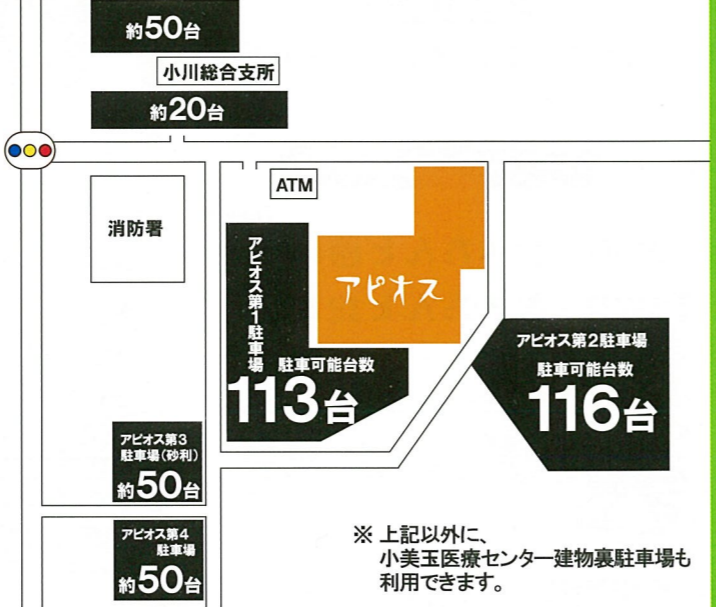 約50台
小川総合支所
約20台
ATM
消防署
アピオス
アピオス第1駐車場
駐車可能台数
113台
アピオス第2駐車場
駐車可能台数
116台
アピオス第3
駐車場(砂利)
約50台
アピオス第4
駐車場
約50台
※ 上記以外に、
小美玉医療センター建物裏駐車場も
利用できます。